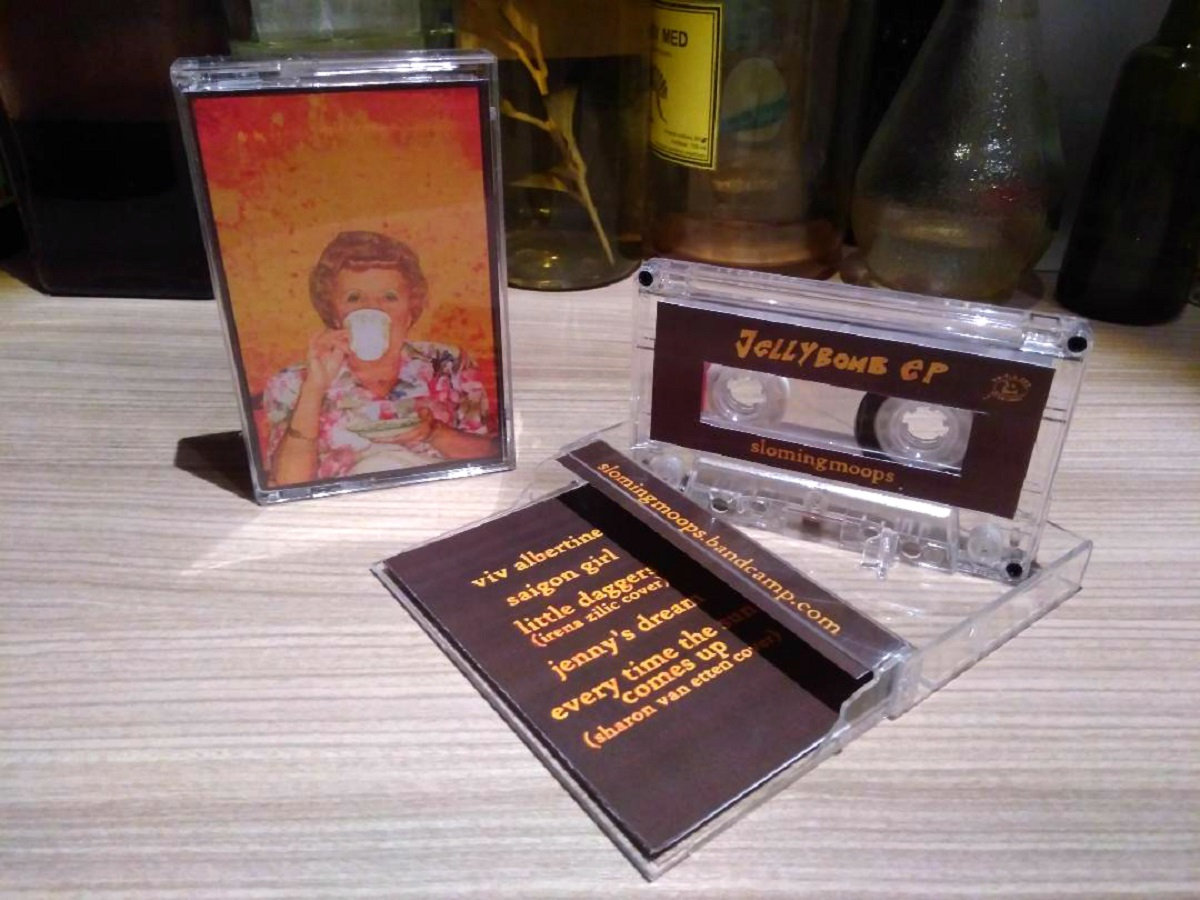 MED
JELLYBOMB EP
slomingmoops
slomingmoops.bandcamp.com
viv albertine
saigon girl
little daggers
(irena zilic cover)
jenny's dream
every time the sun
comes up
(sharon van etten cover)